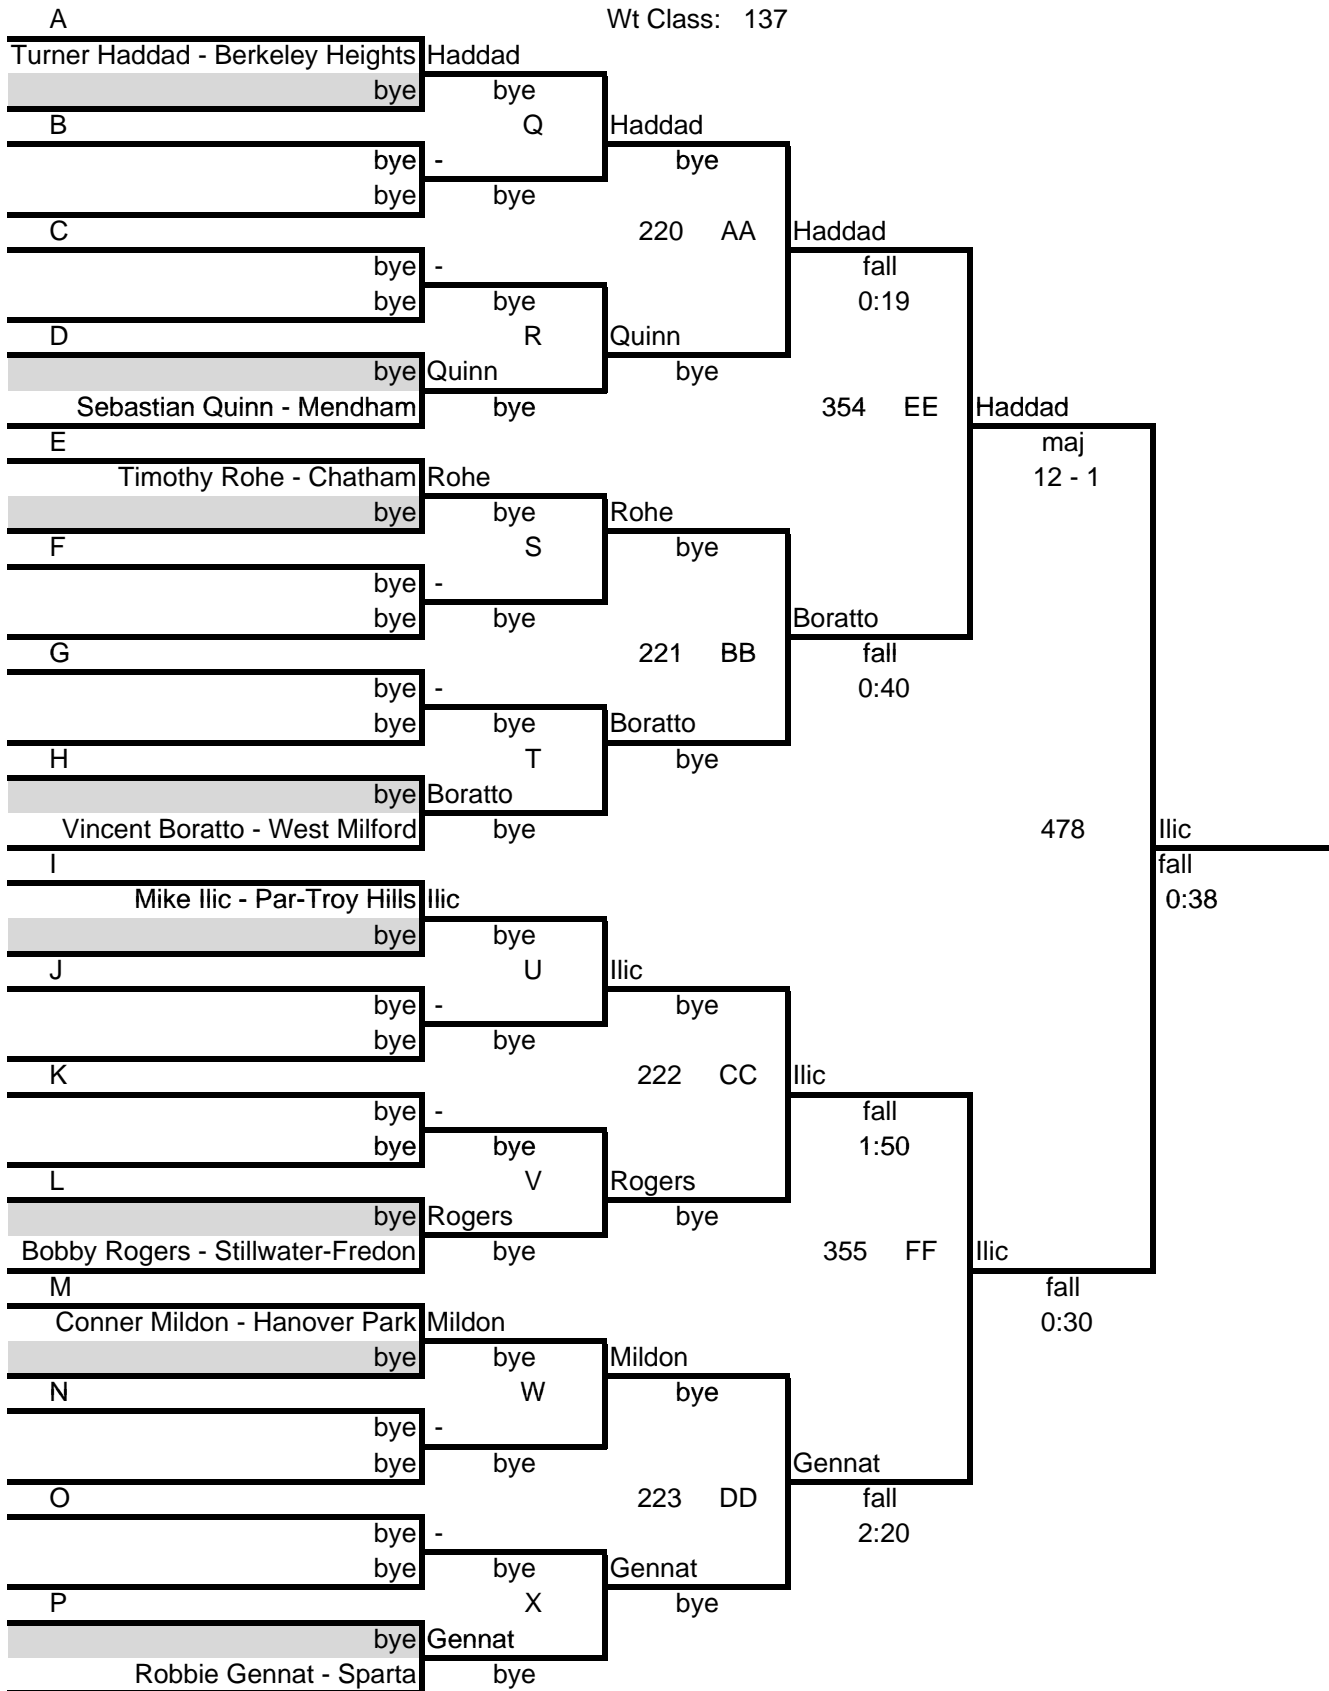 A Wt Class: 137
Turner Haddad - Berkeley Heights Haddad
bye bye
B Q Haddad
bye - bye
bye bye
C 220 AA Haddad
bye - fall
bye bye 0:19
D R Quinn
bye Quinn bye
Sebastian Quinn - Mendham bye 354 EE Haddad
E maj
Timothy Rohe - Chatham Rohe 12 - 1
bye bye Rohe
F S bye
bye -
bye bye Boratto
G 221 BB fall
bye - 0:40
bye bye Boratto
H T bye
bye Boratto
Vincent Boratto - West Milford bye 478 Ilic
I fall
Mike Ilic - Par-Troy Hills Ilic 0:38
bye bye
J U Ilic
bye - bye
bye bye
K 222 CC Ilic
bye - fall
bye bye 1:50
L V Rogers
bye Rogers bye
Bobby Rogers - Stillwater-Fredon bye 355 FF Ilic
M fall
Conner Mildon - Hanover Park Mildon 0:30
bye bye Mildon
N W bye
bye -
bye bye Gennat
O 223 DD fall
bye - 2:20
bye bye Gennat
P X bye
bye Gennat
Robbie Gennat - Sparta bye